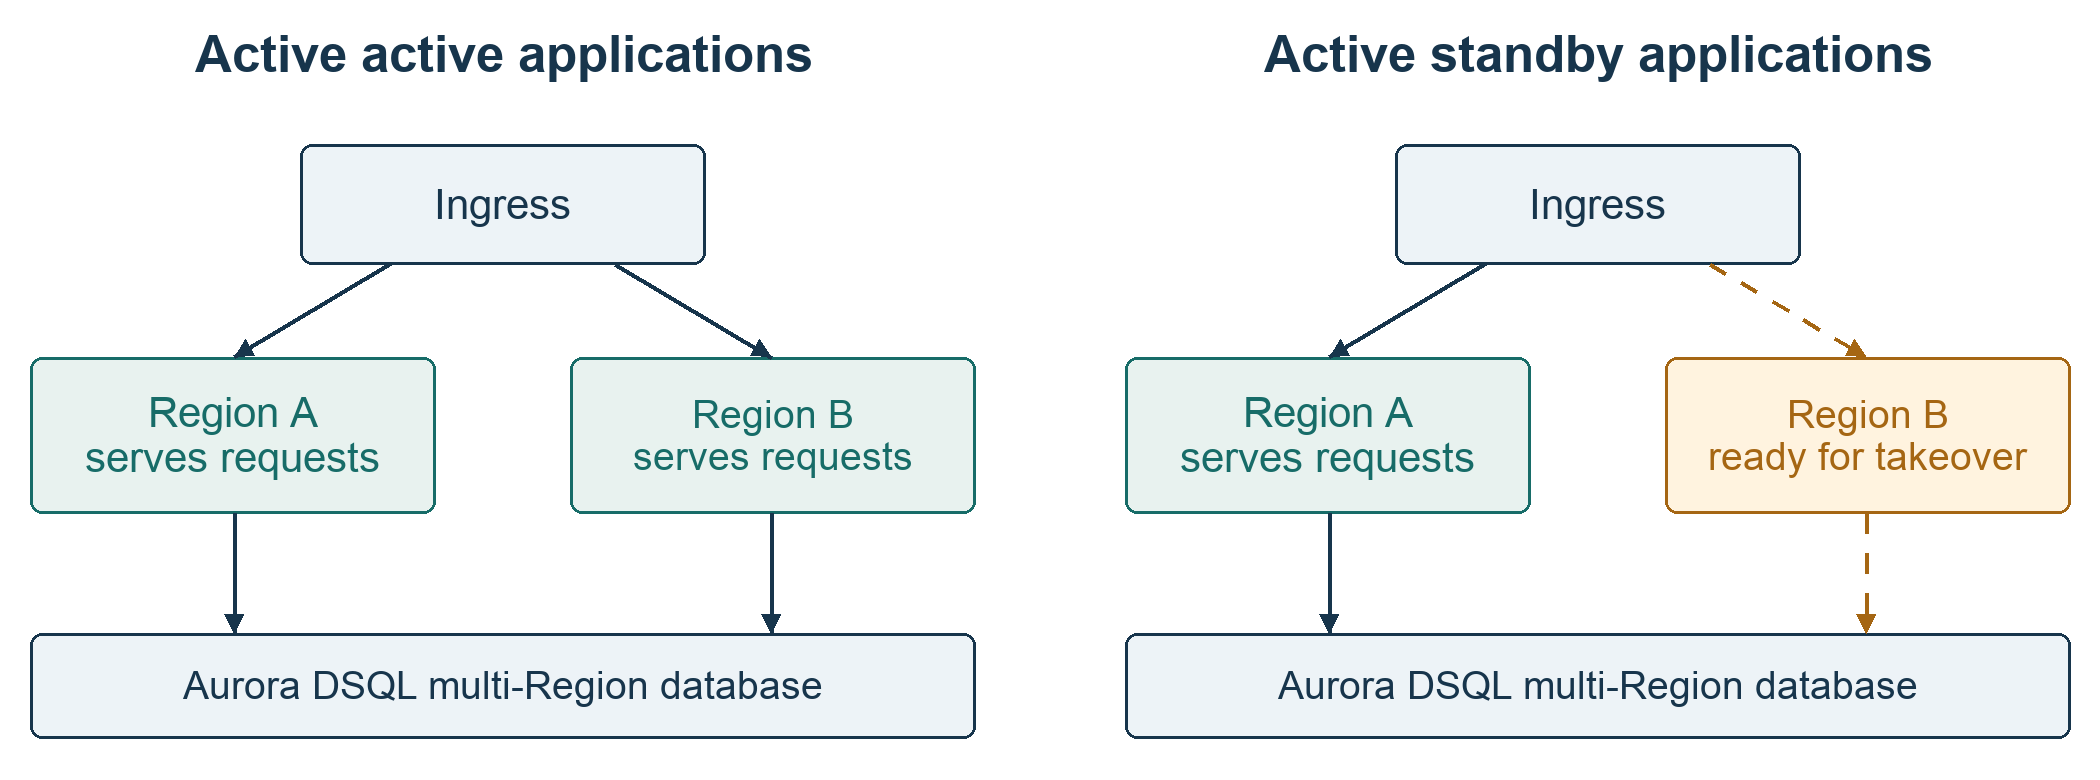 Active active applications
Ingress
Region A
serves requests
Region B
serves requests
Aurora DSQL multi-Region database
Active standby applications
Ingress
Region A
serves requests
Region B
ready for takeover
Aurora DSQL multi-Region database